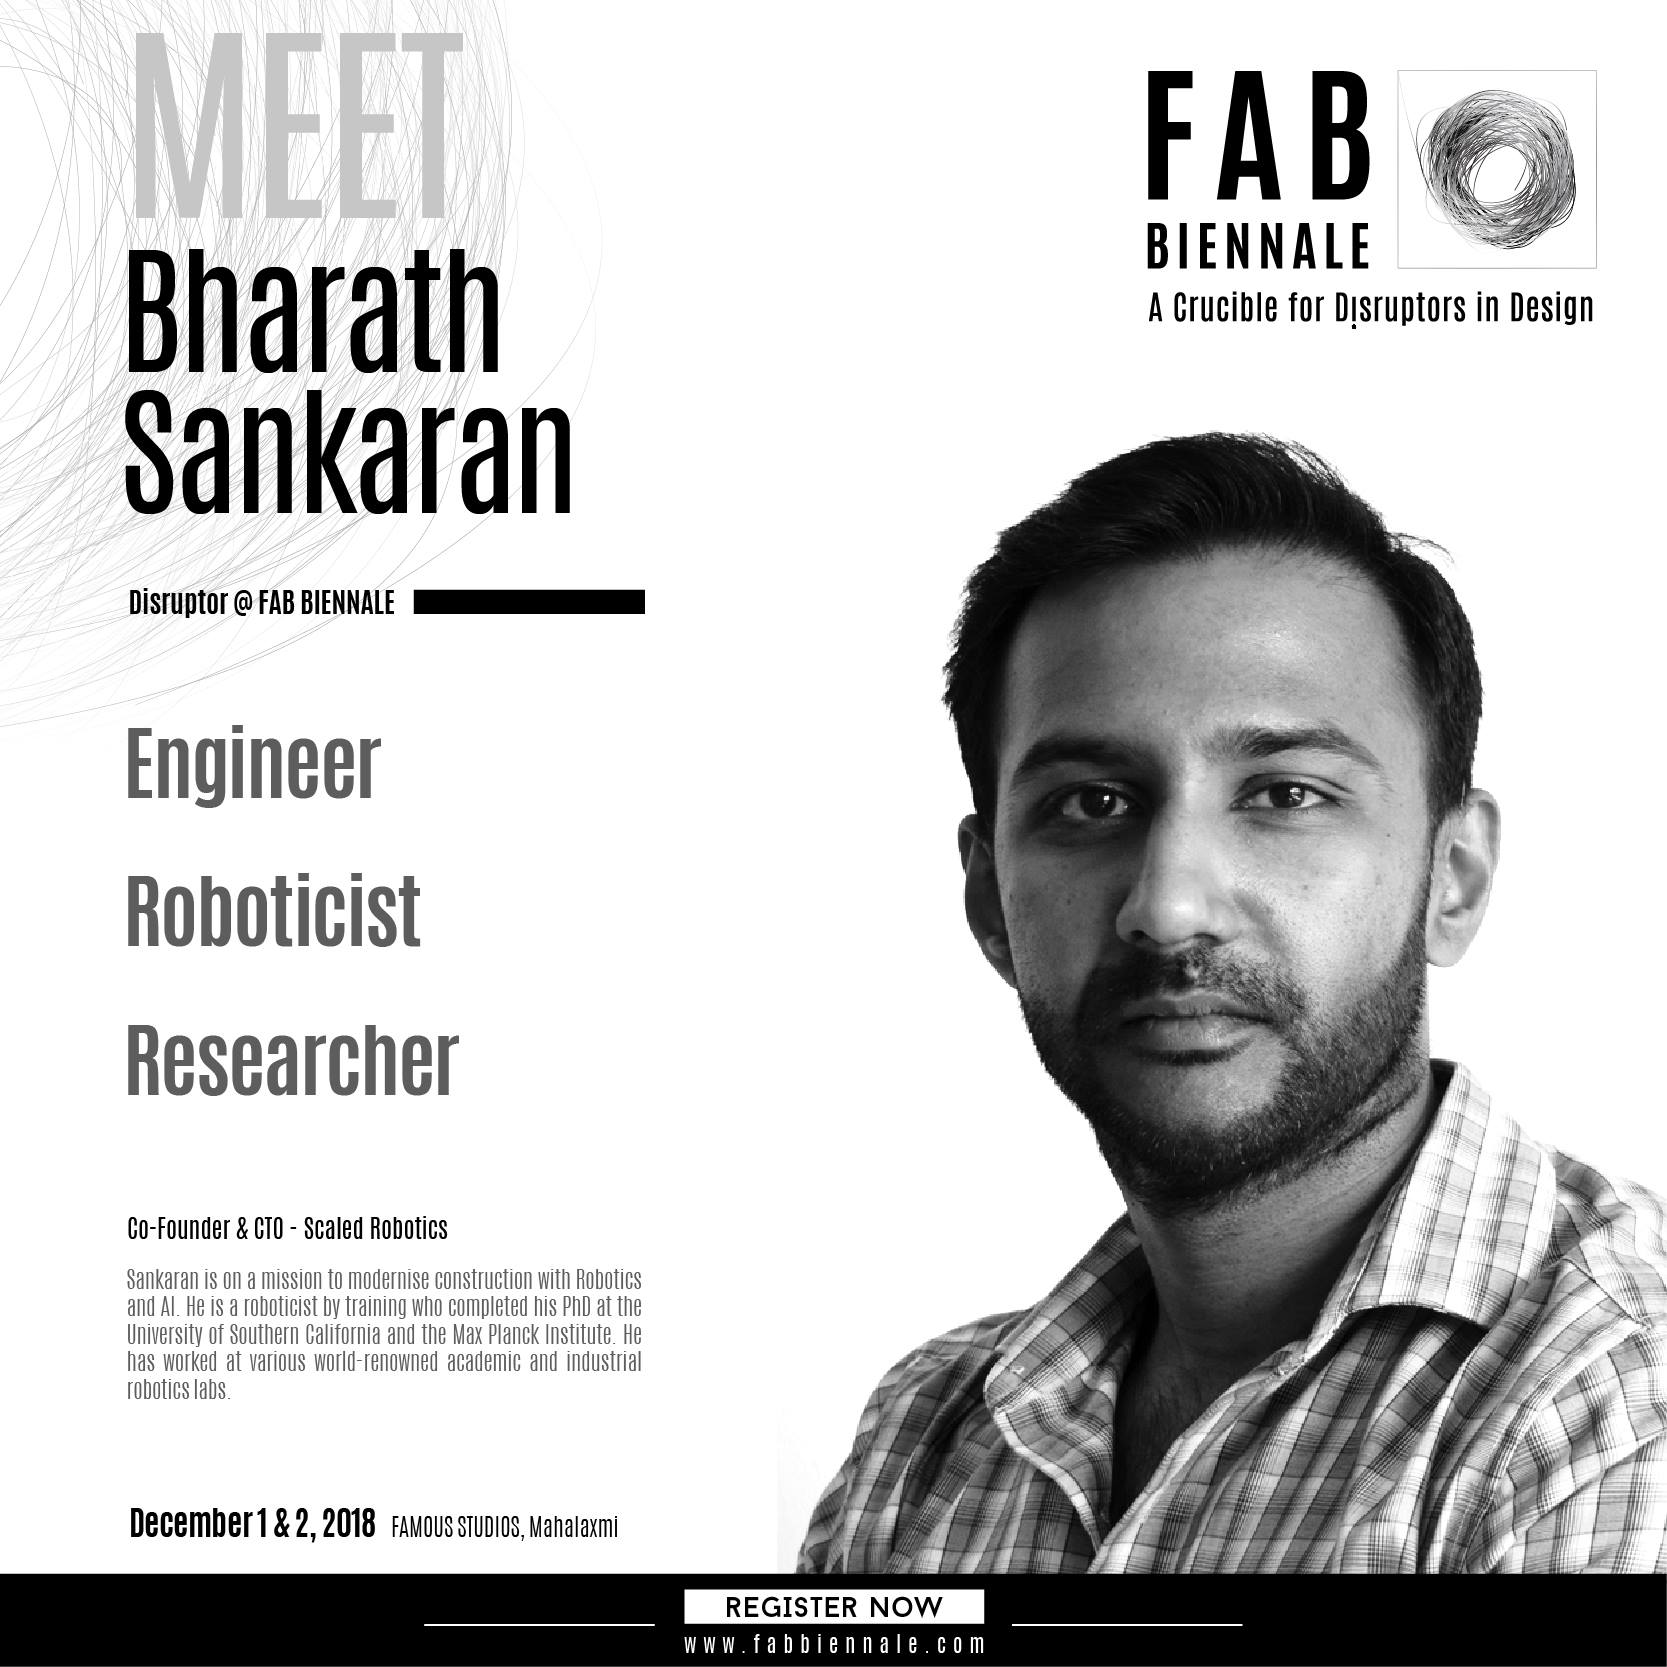 MEET
Bharath
Sankaran
Disruptor @ FAB BIENNALE
Engineer
Roboticist
Researcher
Co-Founder & CTO - Scaled Robotics
Sankaran is on a mission to modernise construction with Robotics
and AI. He is a roboticist by training who completed his PhD at the
University of Southern California and the Max Planck Institute. He
has worked at various world-renowned academic and industrial
robotics labs.
December 1 & 2, 2018 FAMOUS STUDIOS, Mahalaxmi
FAB
BIENNALE
A Crucible for Disruptors in Design
REGISTER NOW
www.fabbiennale.com